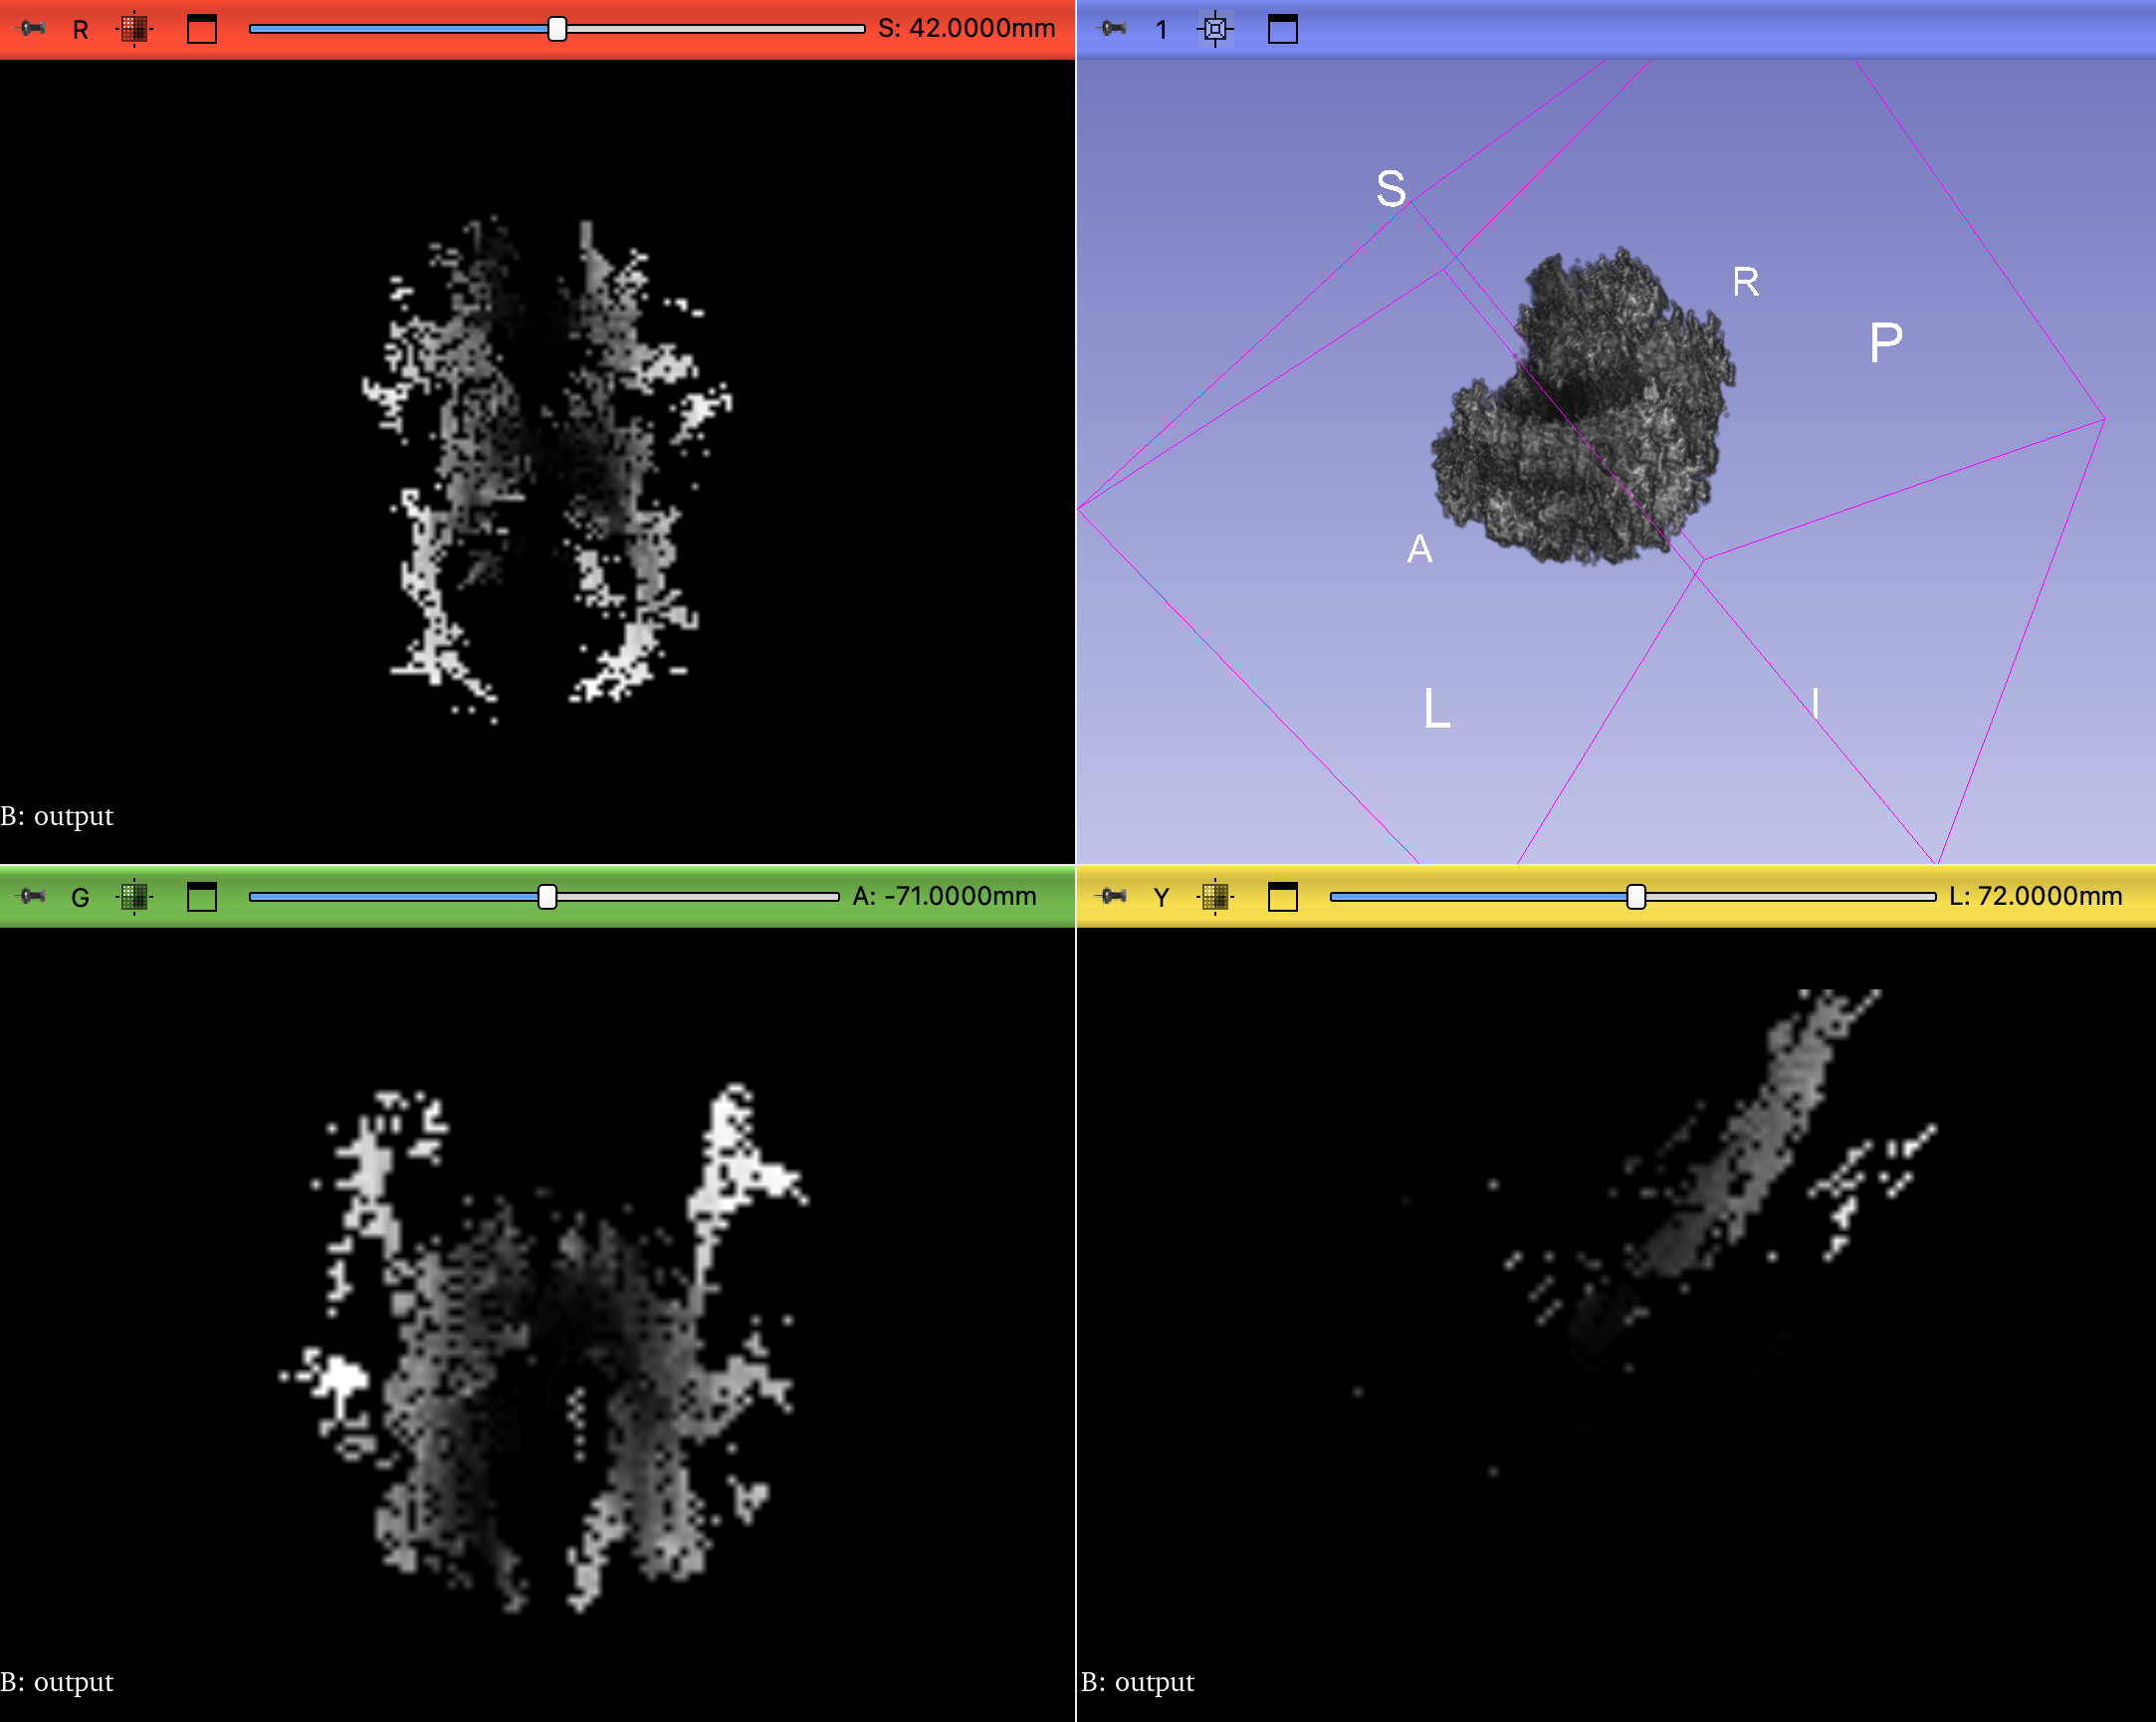 R S: 42.0000mm
1
S
R
P
A
L
I
B: output
G A: -71.0000mm
Y L: 72.0000mm
B: output
B: output